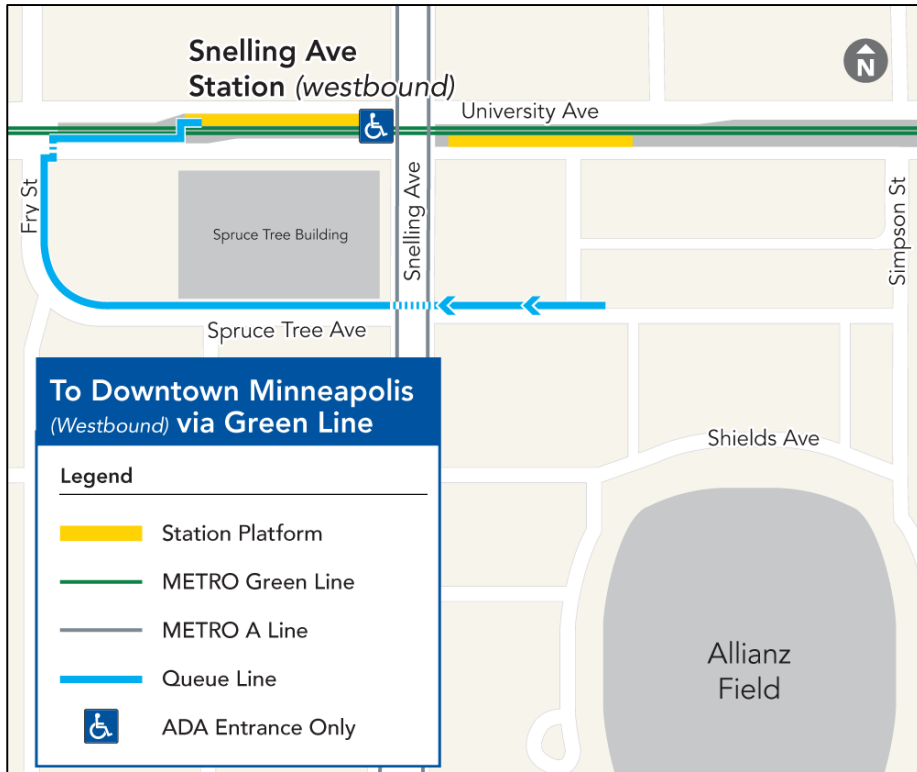 Snelling Ave
Station (westbound)
N
University Ave
Fry St
Snelling Ave
Simpson St
Spruce Tree Building
Spruce Tree Ave
To Downtown Minneapolis
(Westbound) via Green Line
Legend
Station Platform
METRO Green Line
METRO A Line
Queue Line
ADA Entrance Only
Shields Ave
Allianz
Field